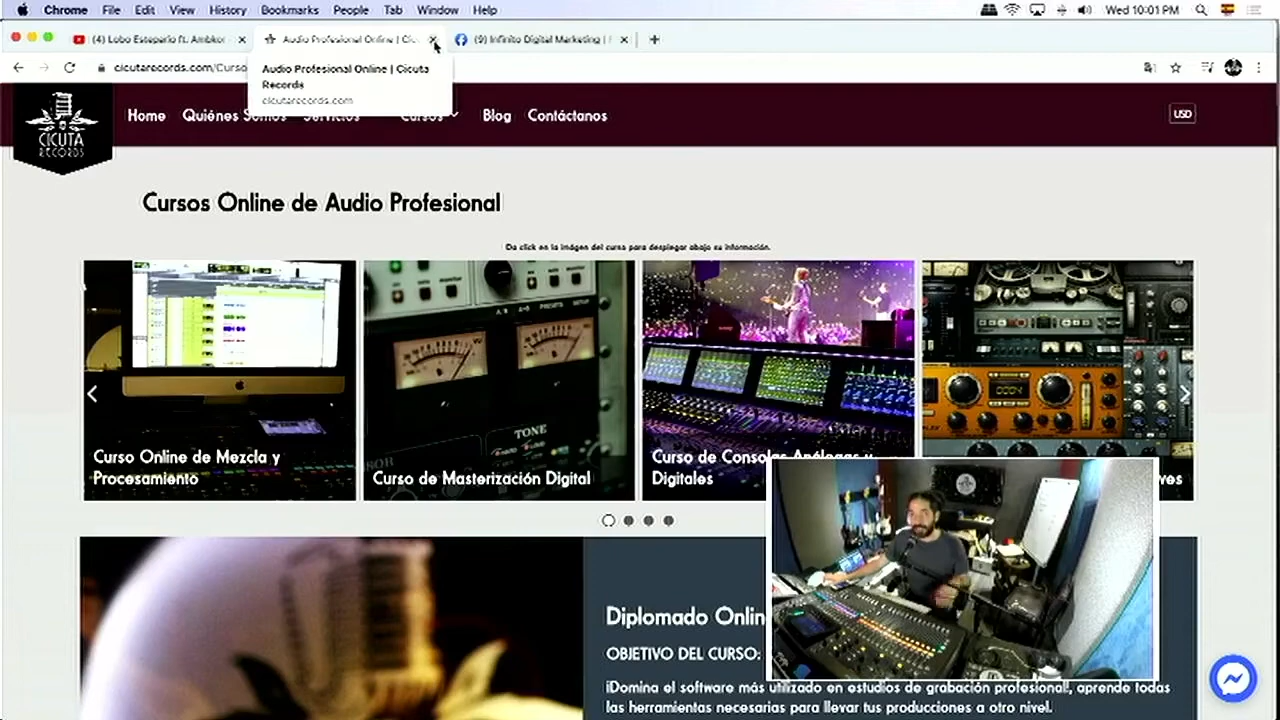 Chrome File Edit View History Bookmarks People Tab Window Help Wed 10:01 PM
(4) Lobo Estepario ft. Ambkor
Audio Profesional Online | Cic
(9) Infinito Digital Marketing |
cicutarecords.com/Curso
Audio Profesional Online | Cicuta
Records
cicutarecords.com
CICUTA
RECORDS
Home Quiénes Somos Servicios Cursos Blog Contáctanos
USD
Cursos Online de Audio Profesional
Da click en la imágen del curso para desplegar abajo su información.
TONE
0004
Curso Online de Mezcla y
Procesamiento
Curso de Masterización Digital
Curso de Consolas Análogas y
Digitales
ves
Diplomado Onlin
OBJETIVO DEL CURSO:
¡Domina el software más utilizado en estudios de grabación profesional!, aprende todas
las herramientas necesarias para llevar tus producciones a otro nivel.